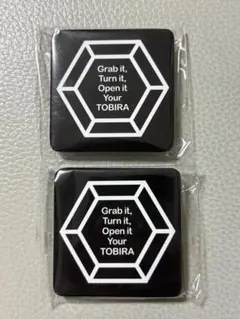 Grab it,
Turn it,
Open it
Your
TOBIRA
Grab it,
Turn it,
Open it
Your
TOBIRA